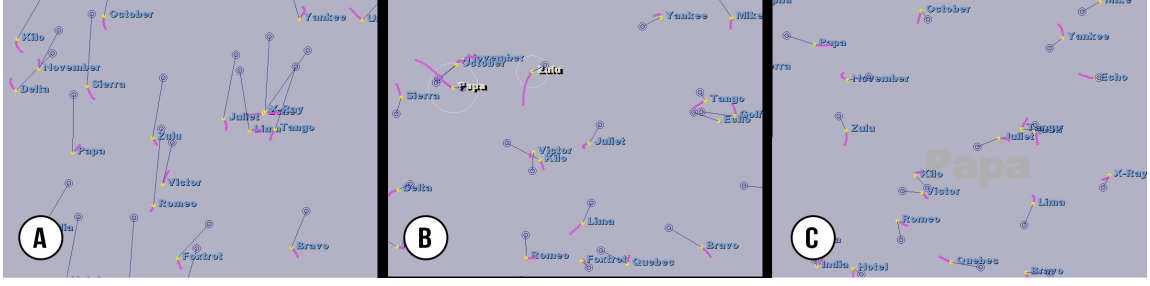 October
Yankee
Kilo
November
Delta
Sierra
X-Ray
Juliet
Lima
Tango
Zulu
Papa
Victor
Romeo
Bravo
Foxtrot
A
Yankee
Mike
November
October
Zulu
Papa
Sierra
Tango
Golf
Echo
Juliet
Victor
Kilo
Delta
Lima
Bravo
Romeo
Foxtrot
Quebec
B
October
Mike
Papa
Yankee
November
Echo
Zulu
Tango
Juliet
Papa
Kilo
X-Ray
Victor
Lima
Romeo
Quebec
India
Hotel
Bravo
C